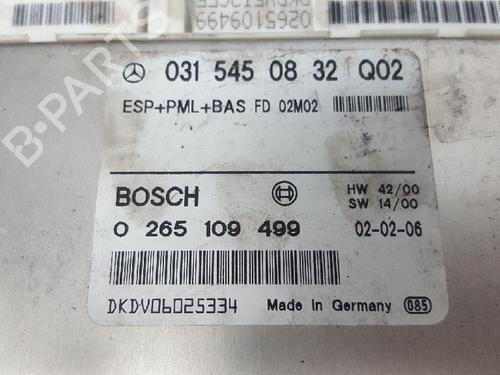 0265109499
031 545 08 32 Q02
ESP+PML+BAS FD 02M02
BOSCH
HW 42/00
SW 14/00
0 265 109 499 02-02-06
DKDV06025334 Made in Germany 085
B-PARTS